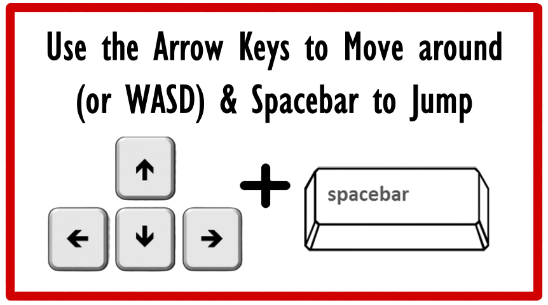 Use the Arrow Keys to Move around
(or WASD) & Spacebar to Jump
spacebar